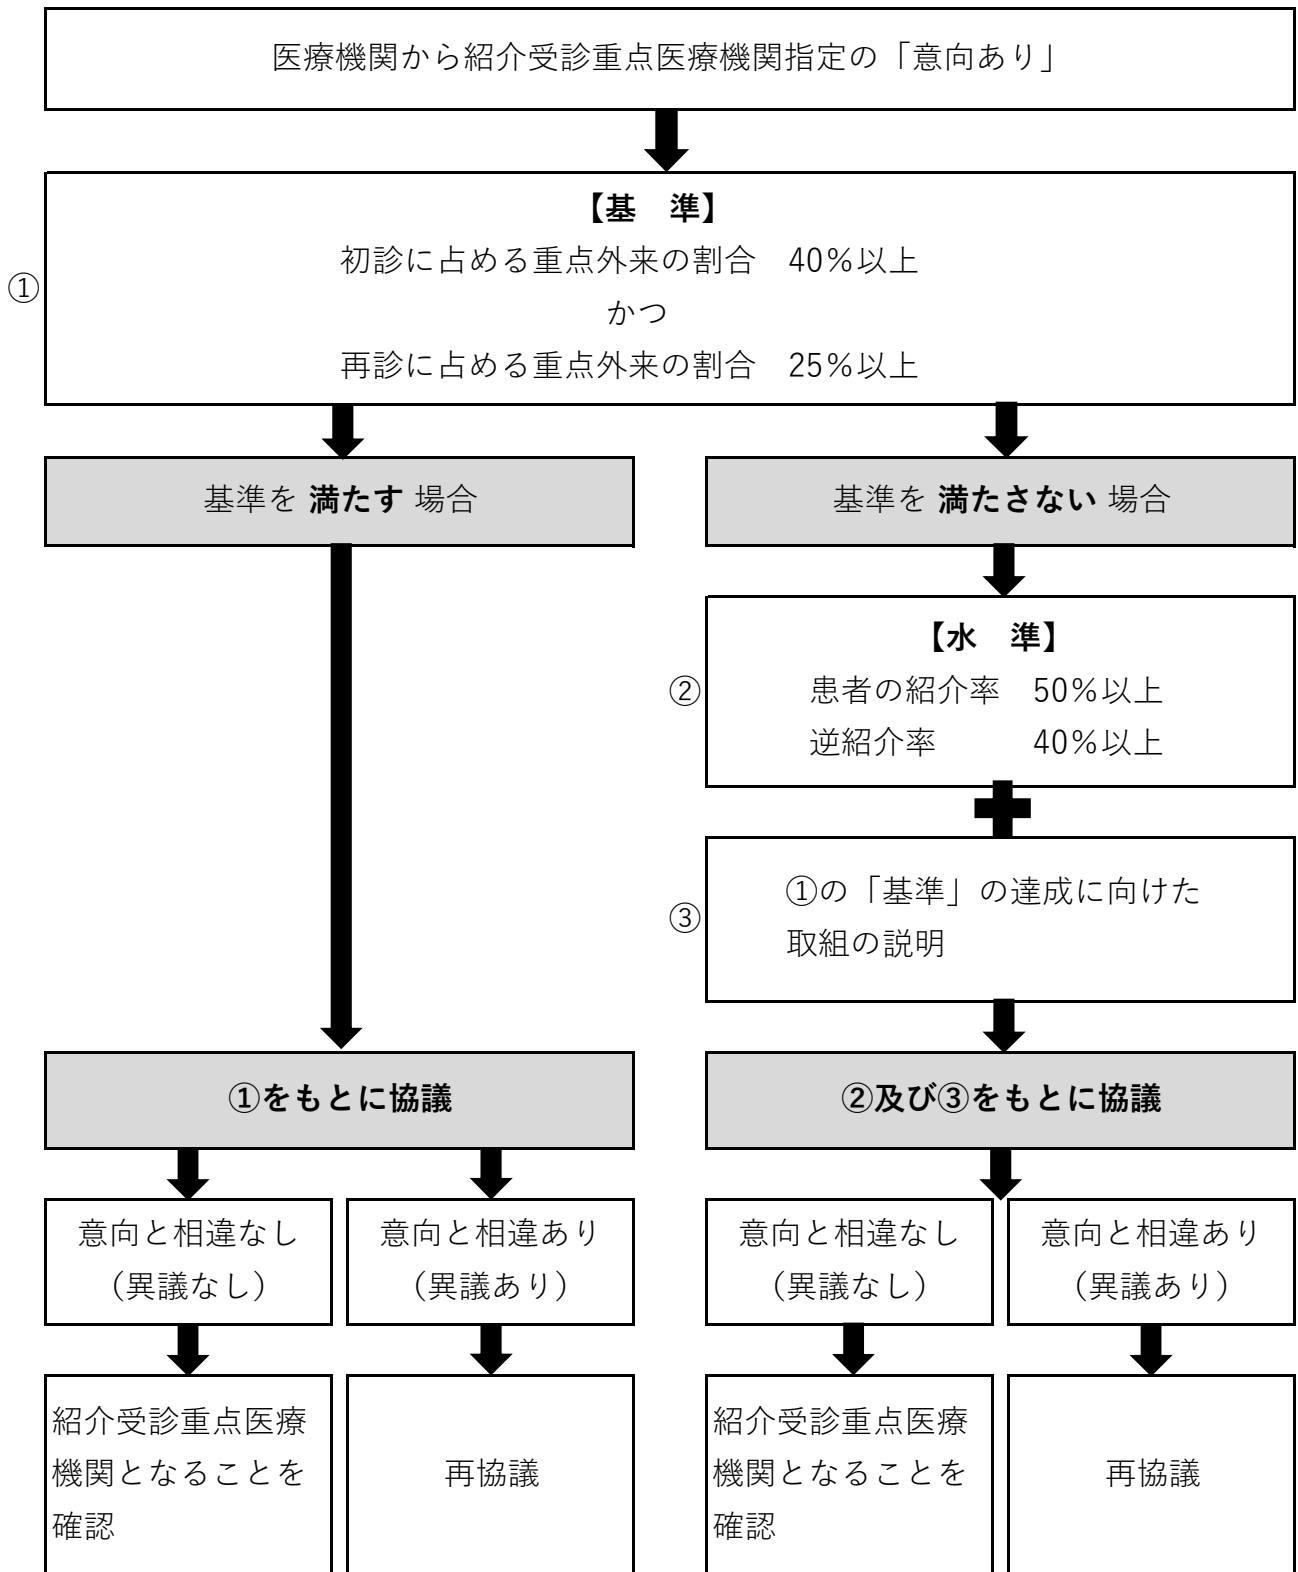 医療機関から紹介受診重点医療機関指定の「意向あり」
【基　準】
初診に占める重点外来の割合　40％以上
①
かつ
再診に占める重点外来の割合　25％以上
基準を 満たす 場合
基準を 満たさない 場合
【水　準】
②
患者の紹介率　50％以上
逆紹介率　　　40％以上
③
①の「基準」の達成に向けた
取組の説明
①をもとに協議
②及び③をもとに協議
意向と相違なし
（異議なし）
意向と相違あり
（異議あり）
意向と相違なし
（異議なし）
意向と相違あり
（異議あり）
紹介受診重点医療
機関となることを
確認
再協議
紹介受診重点医療
機関となることを
確認
再協議